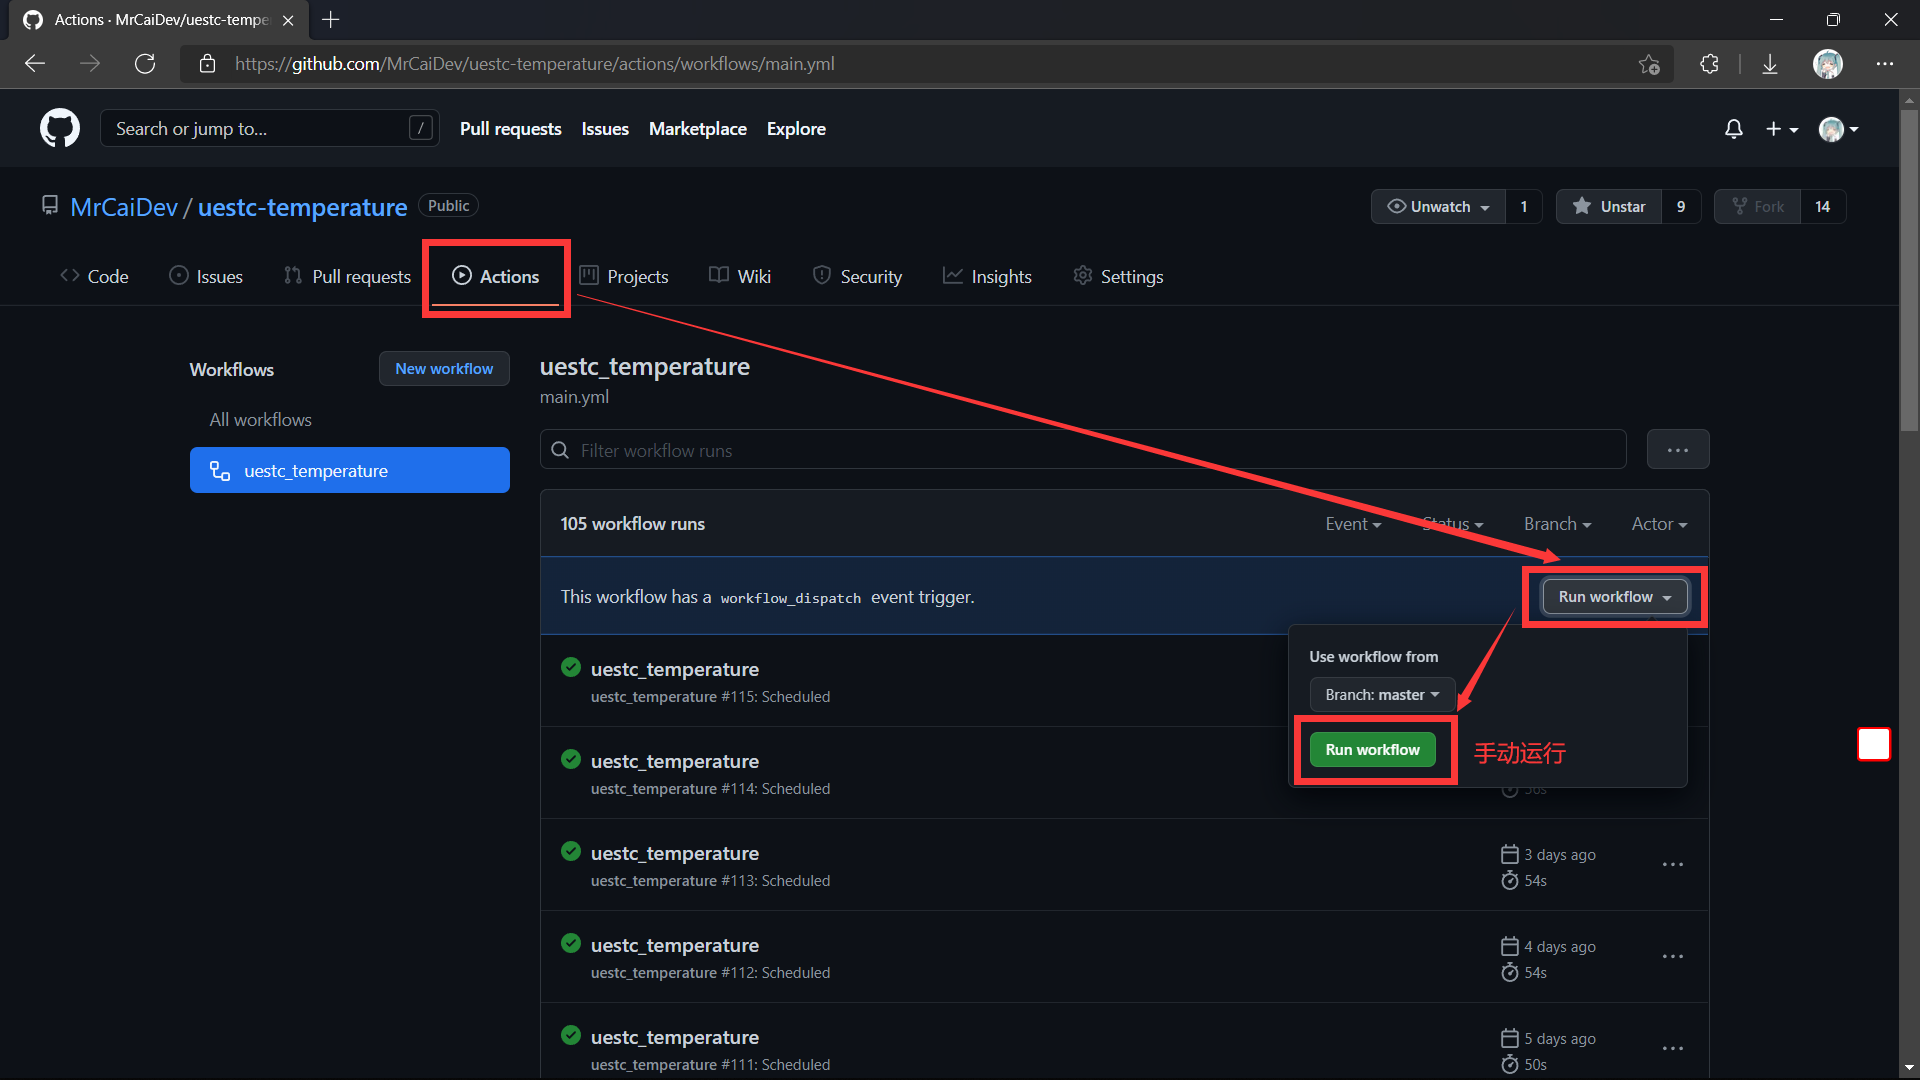 Actions · MrCaiDev/uestc-tempe
https://github.com/MrCaiDev/uestc-temperature/actions/workflows/main.yml
Search or jump to... /
Pull requests Issues Marketplace Explore
MrCaiDev / uestc-temperature Public
Unwatch 1 Unstar 9 Fork 14
Code Issues Pull requests Actions Projects Wiki Security Insights Settings
Workflows New workflow
All workflows
uestc_temperature
uestc_temperature
main.yml
Filter workflow runs
105 workflow runs Event Status Branch Actor
This workflow has a workflow_dispatch event trigger. Run workflow
Use workflow from
Branch: master
Run workflow 手动运行
uestc_temperature
uestc_temperature #115: Scheduled
uestc_temperature
uestc_temperature #114: Scheduled
uestc_temperature 3 days ago
uestc_temperature #113: Scheduled 54s
uestc_temperature 4 days ago
uestc_temperature #112: Scheduled 54s
uestc_temperature 5 days ago
uestc_temperature #111: Scheduled 50s